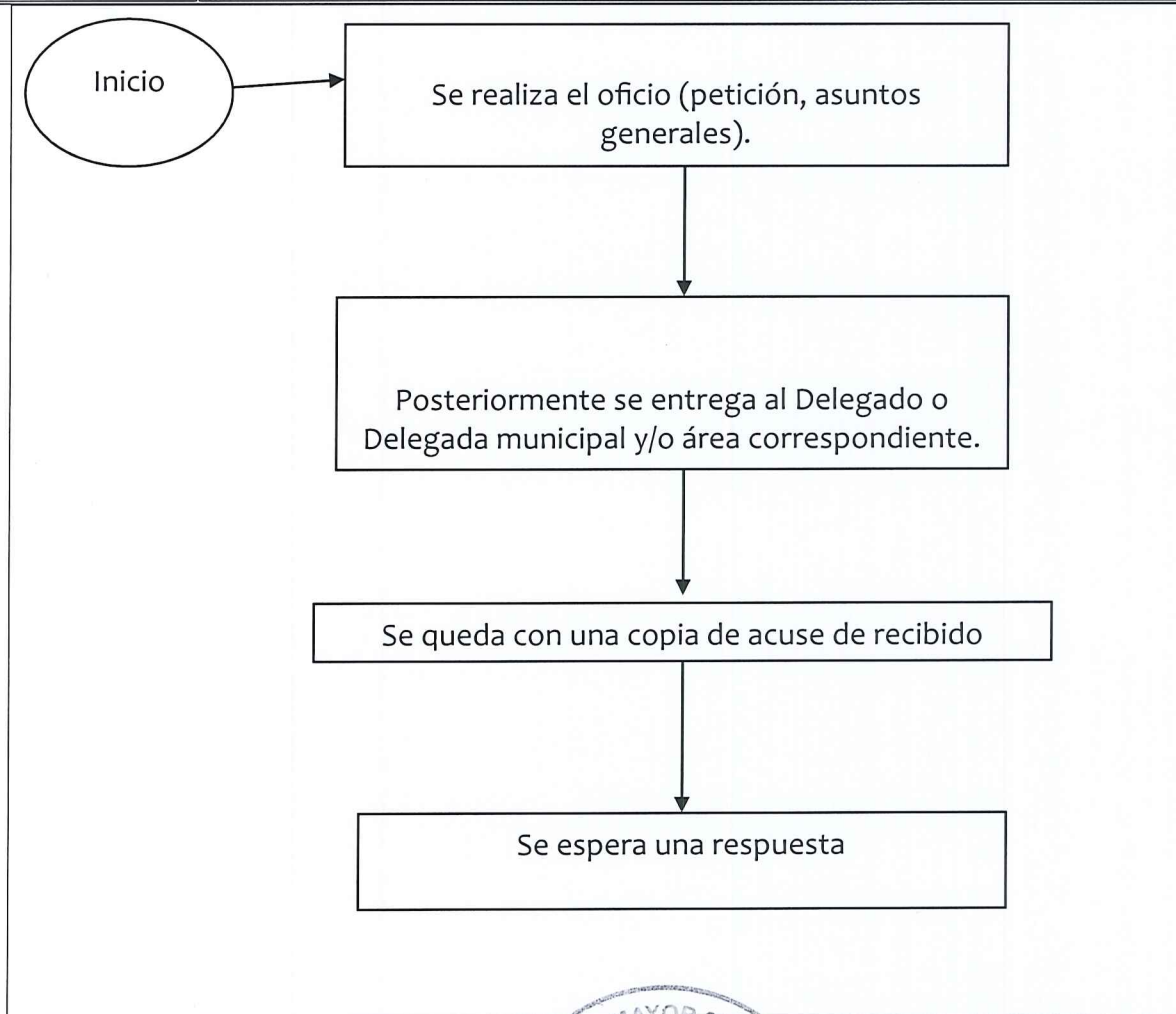 Inicio
Se realiza el oficio (petición, asuntos
generales).
Posteriormente se entrega al Delegado o
Delegada municipal y/o área correspondiente.
Se queda con una copia de acuse de recibido
Se espera una respuesta